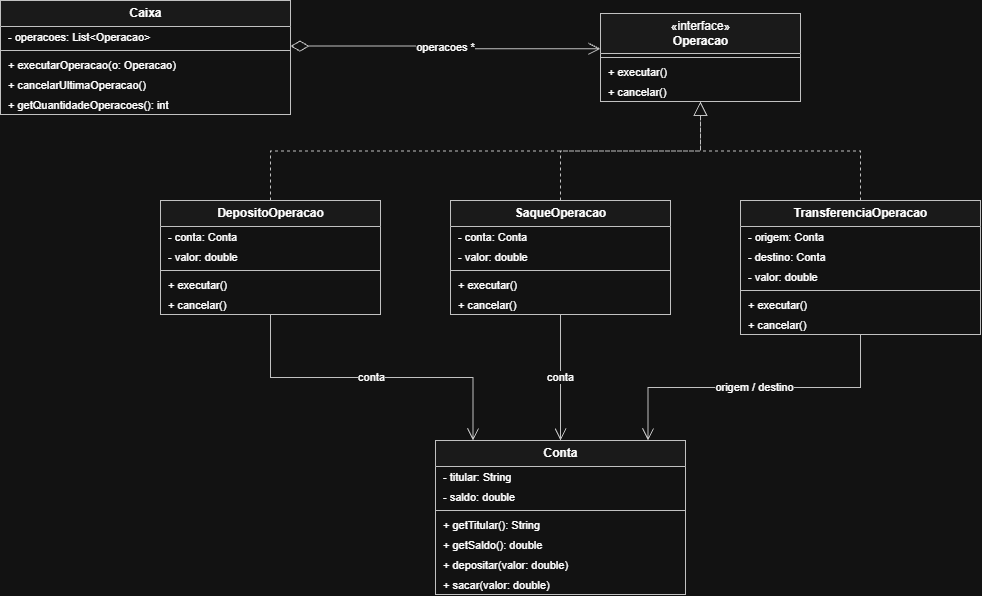 Caixa
- operacoes: List<Operacao>
+ executarOperacao(o: Operacao)
+ cancelarUltimaOperacao()
+ getQuantidadeOperacoes(): int
operacoes *
«interface»
Operacao
+ executar()
+ cancelar()
DepositoOperacao
- conta: Conta
- valor: double
+ executar()
+ cancelar()
SaqueOperacao
- conta: Conta
- valor: double
+ executar()
+ cancelar()
TransferenciaOperacao
- origem: Conta
- destino: Conta
- valor: double
+ executar()
+ cancelar()
conta
conta
origem / destino
Conta
- titular: String
- saldo: double
+ getTitular(): String
+ getSaldo(): double
+ depositar(valor: double)
+ sacar(valor: double)